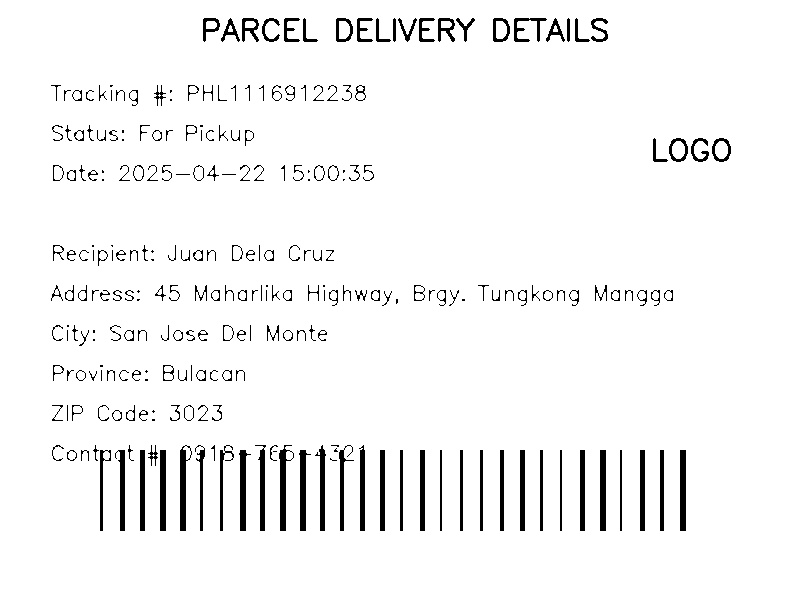 PARCEL DELIVERY DETAILS
Tracking #: PHL1116912238
Status: For Pickup
LOGO
Date: 2025-04-22 15:00:35
Recipient: Juan Dela Cruz
Address: 45 Maharlika Highway, Brgy. Tungkong Mangga
City: San Jose Del Monte
Province: Bulacan
ZIP Code: 3023
Contact #: 0918-765-4321